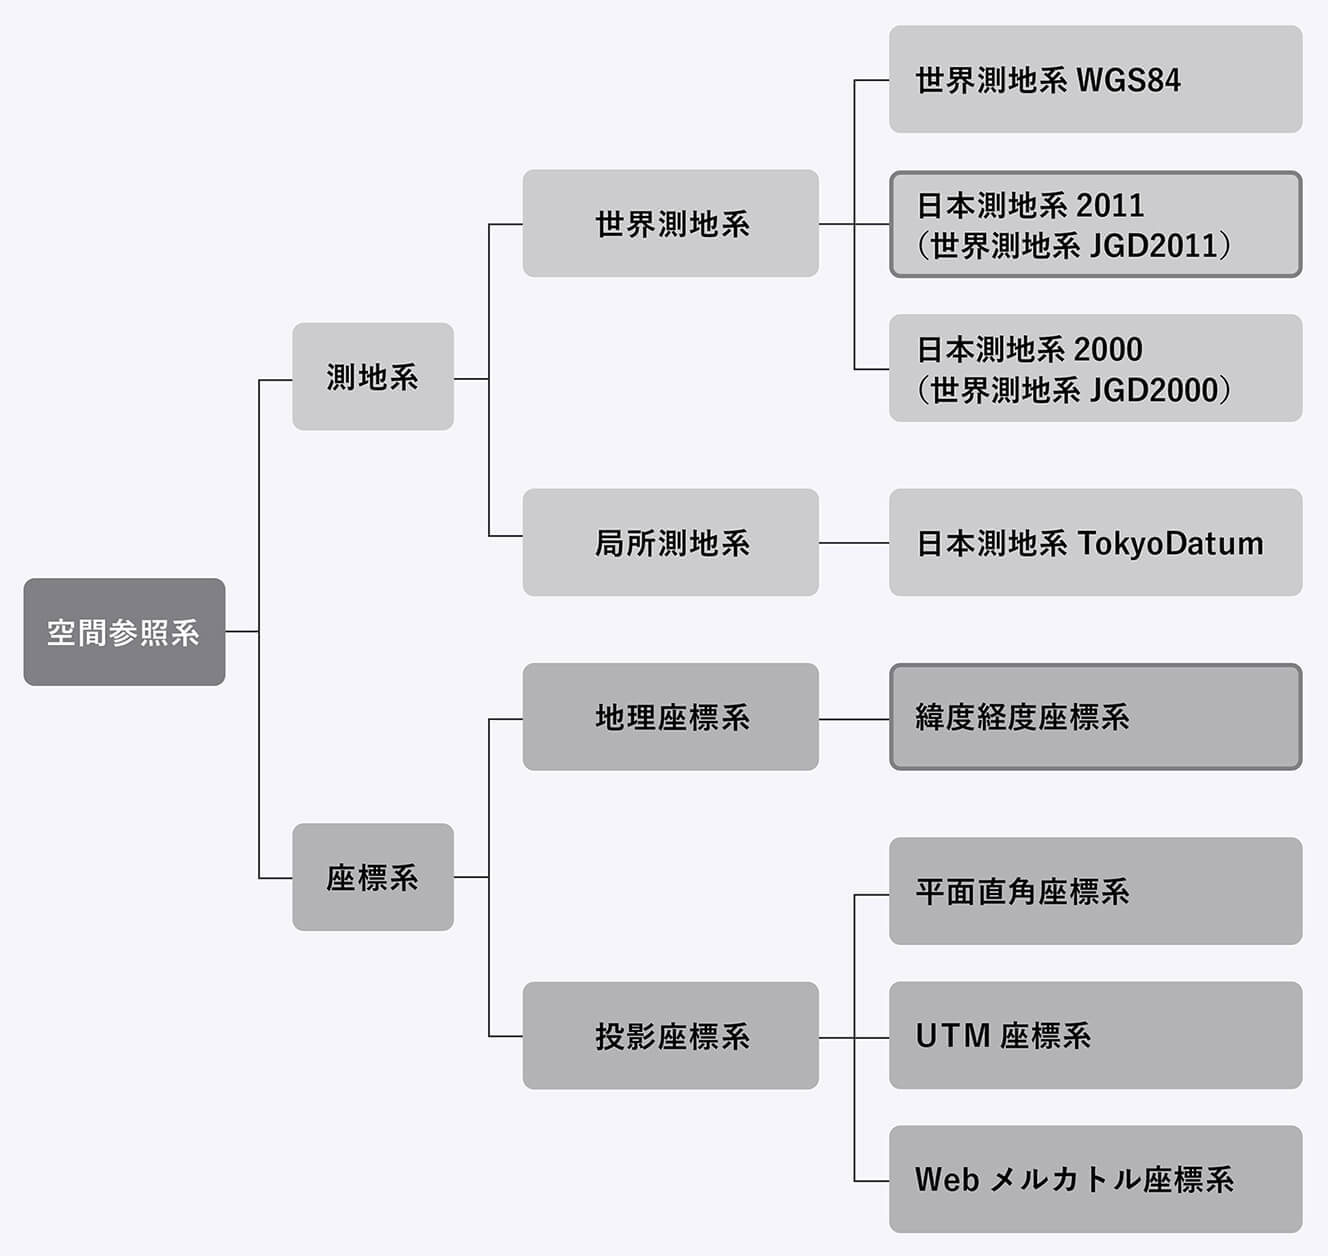 世界測地系 WGS84
世界測地系
日本測地系 2011
（世界測地系 JGD2011）
日本測地系 2000
（世界測地系 JGD2000）
測地系
局所測地系
日本測地系 TokyoDatum
空間参照系
地理座標系
緯度経度座標系
座標系
平面直角座標系
投影座標系
UTM 座標系
Web メルカトル座標系